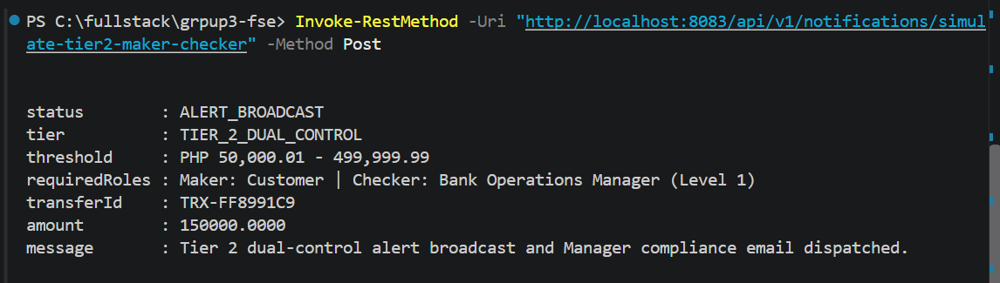 PS C:\fullstack\grpup3-fse> Invoke-RestMethod -Uri "http://localhost:8083/api/v1/notifications/simul
ate-tier2-maker-checker" -Method Post
status        : ALERT_BROADCAST
tier          : TIER_2_DUAL_CONTROL
threshold     : PHP 50,000.01 - 499,999.99
requiredRoles : Maker: Customer | Checker: Bank Operations Manager (Level 1)
transferId    : TRX-FF8991C9
amount        : 150000.0000
message       : Tier 2 dual-control alert broadcast and Manager compliance email dispatched.